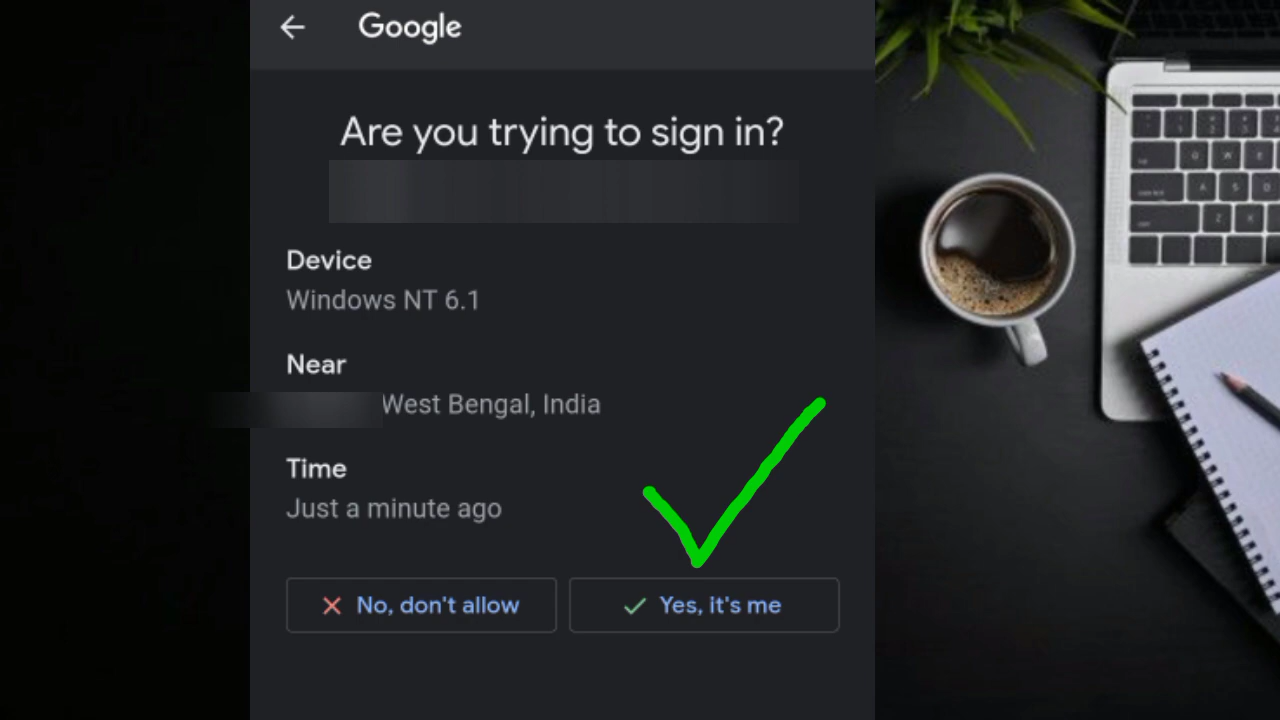 Google
Are you trying to sign in?
Device
Windows NT 6.1
Near
West Bengal, India
Time
Just a minute ago
No, don't allow
Yes, it's me